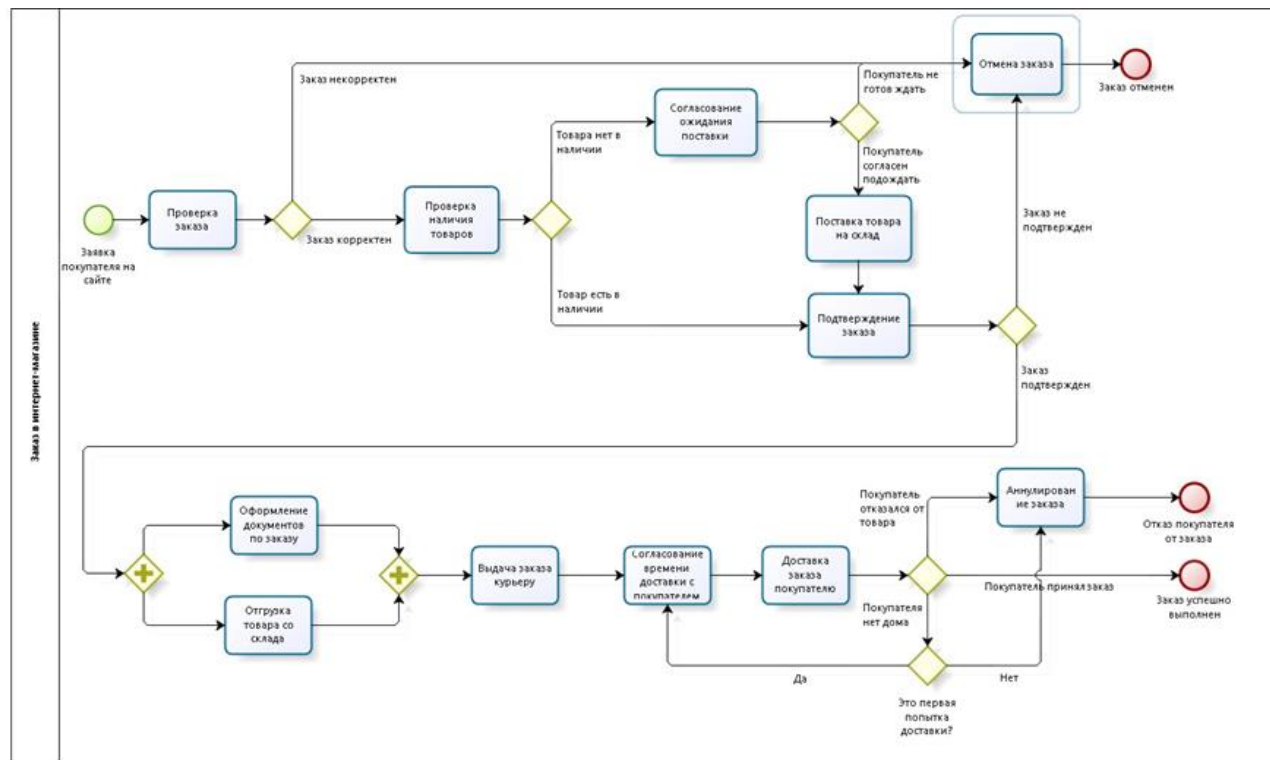 Заказ в интернет-магазине
Заявка
покупателя на
сайте
Проверка
заказа
Заказ некорректен
Заказ корректен
Проверка
наличия
товаров
Товара нет в
наличии
Товар есть в
наличии
Согласование
ожидания
поставки
Покупатель не
готов ждать
Покупатель
согласен
подождать
Поставка товара
на склад
Подтверждение
заказа
Отмена заказа
Заказ отменен
Заказ не
подтвержден
Заказ
подтвержден
Оформление
документов
по заказу
Отгрузка
товара со
склада
Выдача заказа
курьеру
Согласование
времени
доставки с
покупателем
Доставка
заказа
покупателю
Покупатель
отказался от
товара
Покупатель принял заказ
Покупателя
нет дома
Аннулирован
ие заказа
Отказ покупателя
от заказа
Заказ успешно
выполнен
Да
Нет
Это первая
попытка
доставки?